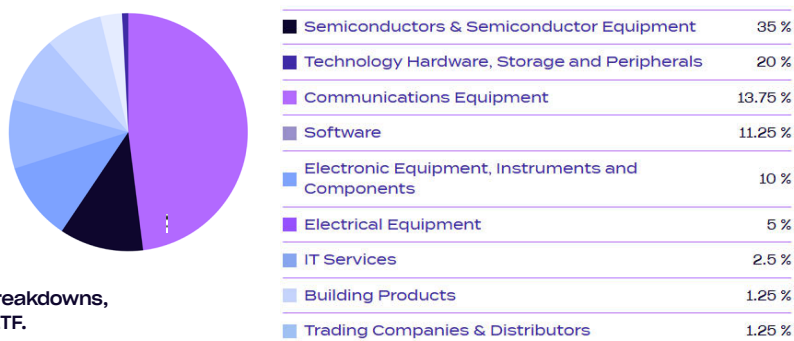 Semiconductors & Semiconductor Equipment 35 %
Technology Hardware, Storage and Peripherals 20 %
Communications Equipment 13.75 %
Software 11.25 %
Electronic Equipment, Instruments and
Components 10 %
Electrical Equipment 5 %
IT Services 2.5 %
Building Products 1.25 %
Trading Companies & Distributors 1.25 %
reakdowns,
TF.